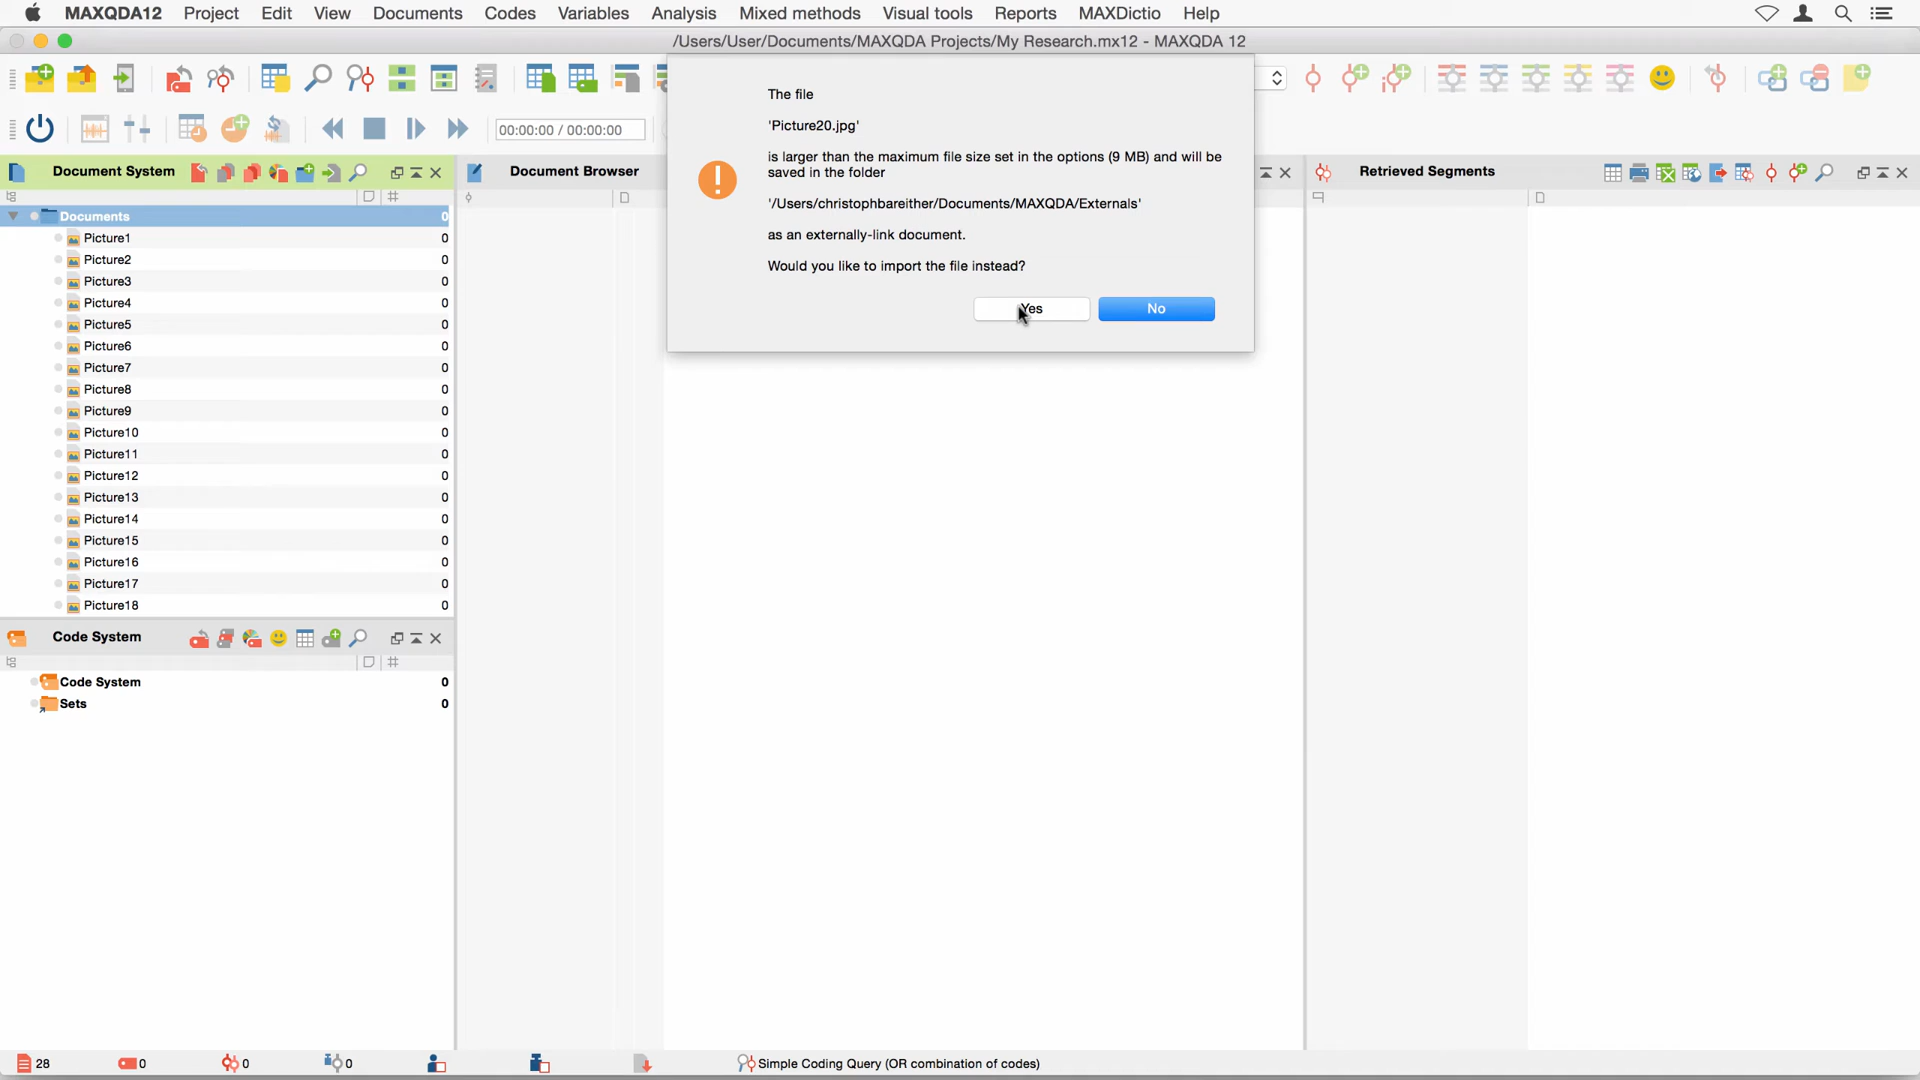 MAXQDA12 Project Edit View Documents Codes Variables Analysis Mixed methods Visual tools Reports MAXDictio Help
/Users/User/Documents/MAXQDA Projects/My Research.mx12 - MAXQDA 12
The file
'Picture20.jpg'
is larger than the maximum file size set in the options (9 MB) and will be
saved in the folder
'/Users/christophbareither/Documents/MAXQDA/Externals'
as an externally-link document.
Would you like to import the file instead?
Yes No
00:00:00 / 00:00:00
Document System
Document Browser
Retrieved Segments
#
Documents 0
Picture1 0
Picture2 0
Picture3 0
Picture4 0
Picture5 0
Picture6 0
Picture7 0
Picture8 0
Picture9 0
Picture10 0
Picture11 0
Picture12 0
Picture13 0
Picture14 0
Picture15 0
Picture16 0
Picture17 0
Picture18 0
Code System
#
Code System 0
Sets 0
28 0 0 0 Simple Coding Query (OR combination of codes)